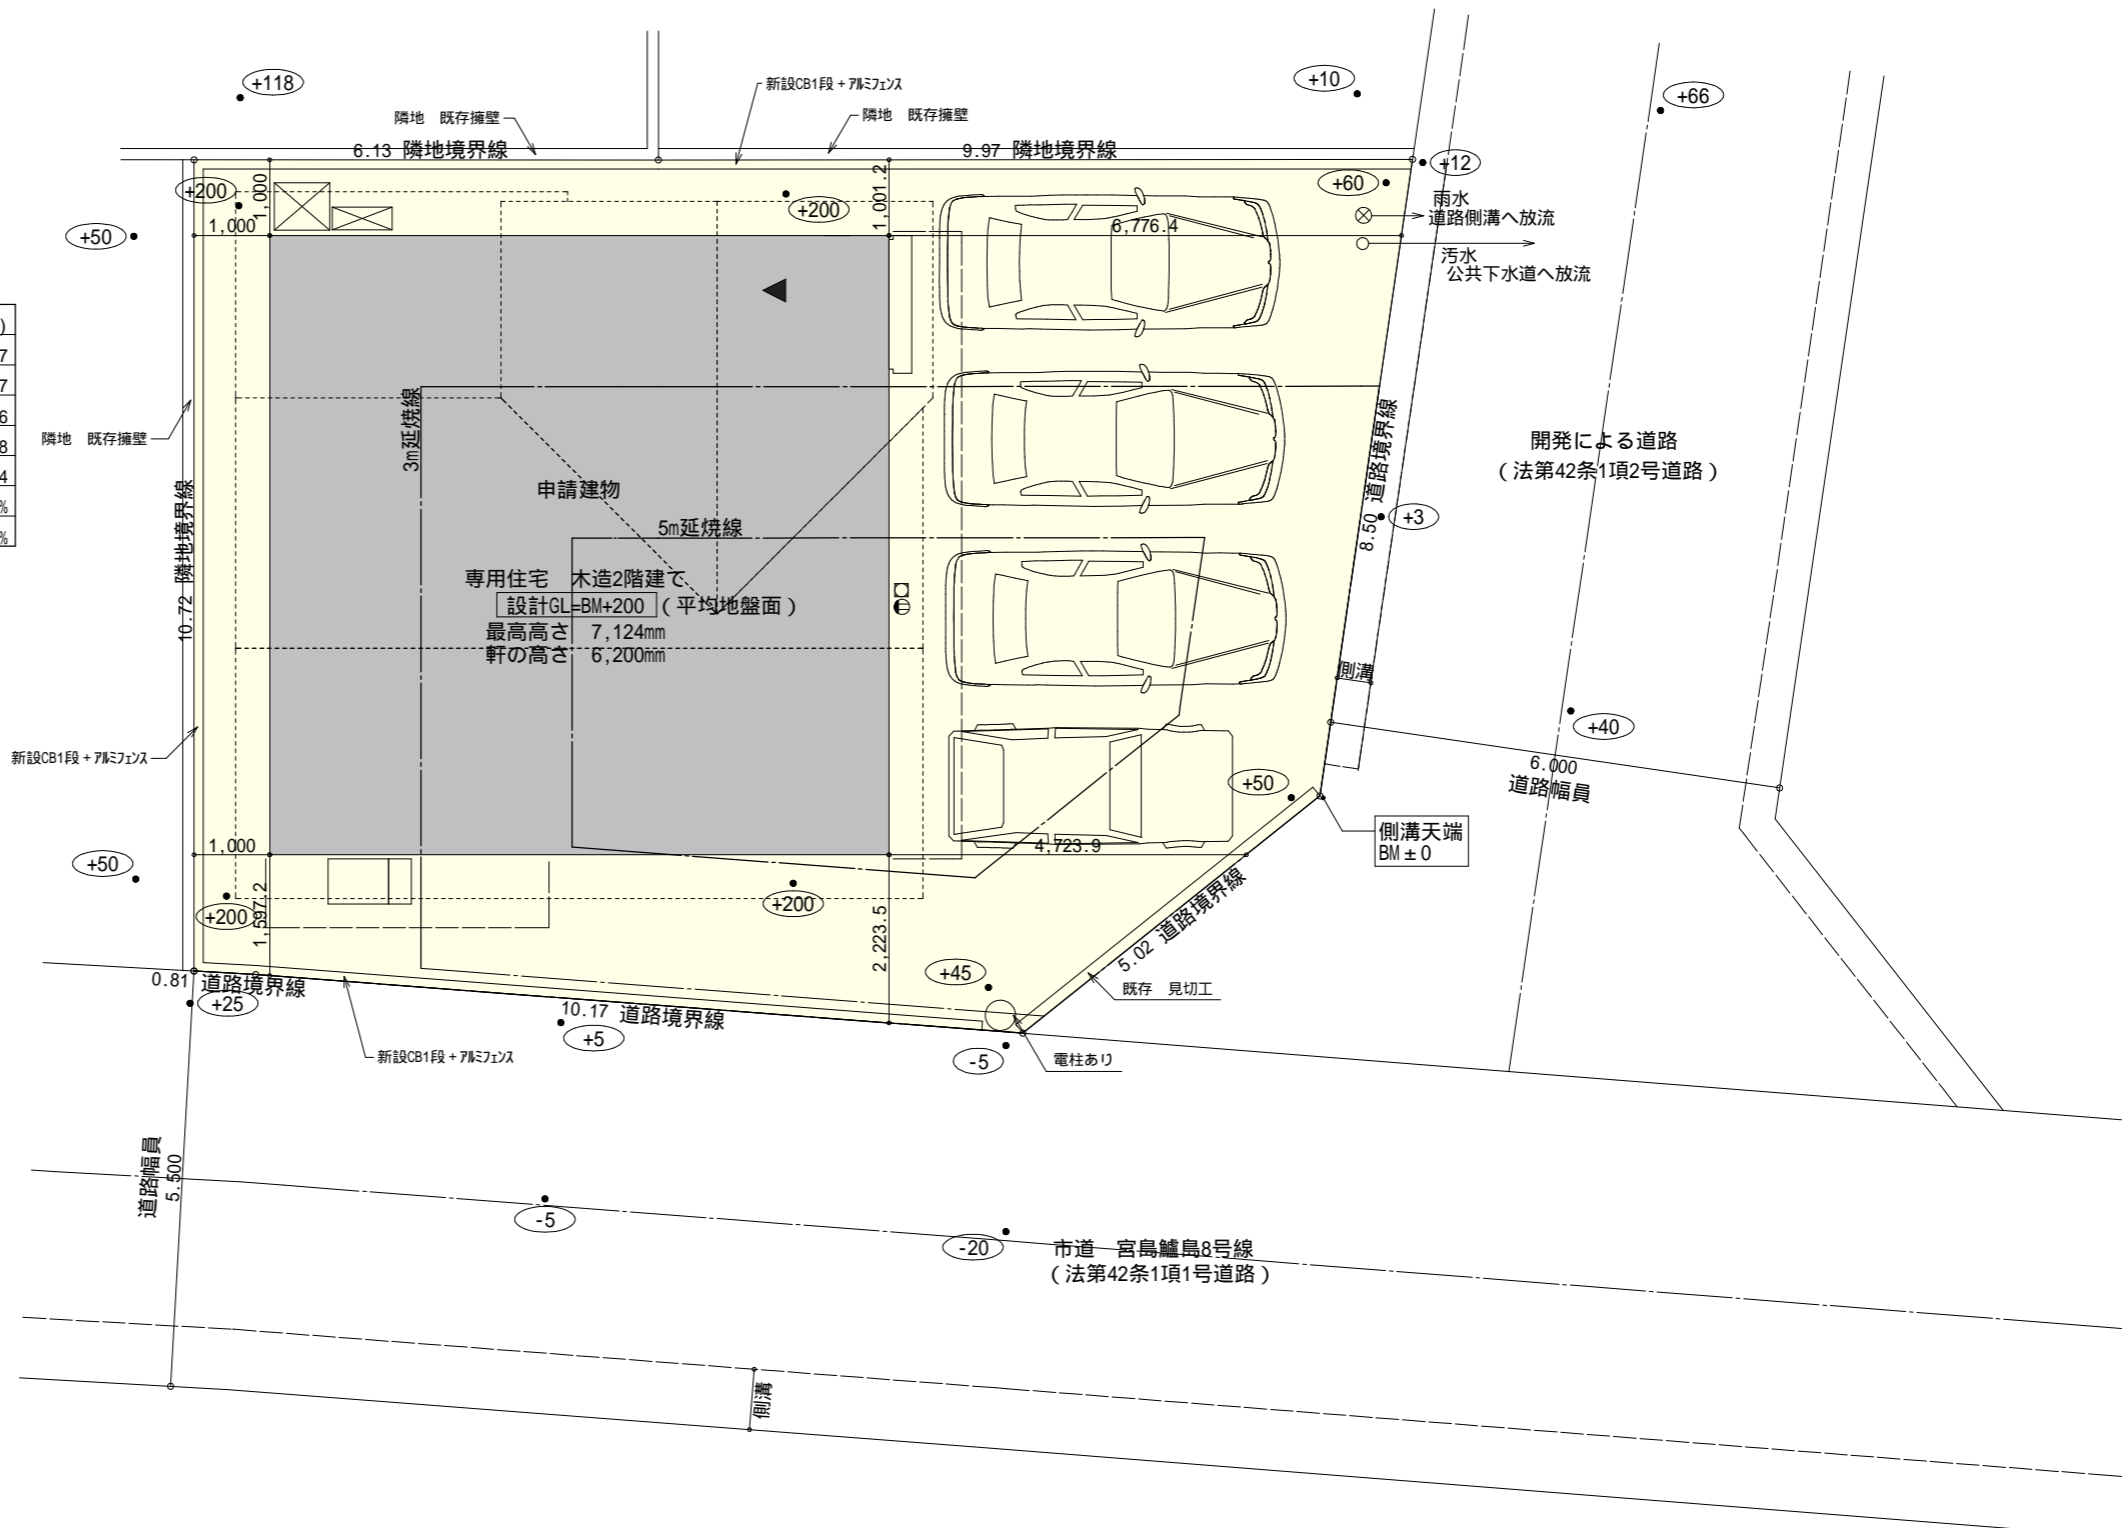 +118
+10
+66
新設CB1段+アルミフェンス
隣地　既存擁壁
隣地　既存擁壁
6.13 隣地境界線
9.97 隣地境界線
+12
+200
1,000
+200
1,001.2
+60
雨水
道路側溝へ放流
+50
1,000
6,776.4
汚水
公共下水道へ放流
)
7
7
6
8
4
%
%
隣地　既存擁壁
3m延焼線
8.50 道路境界線
開発による道路
(法第42条1項2号道路)
申請建物
10.72 隣地境界線
5m延焼線
+3
専用住宅　木造2階建て
設計GL=BM+200 (平均地盤面)
最高高さ　7,124mm
軒の高さ　6,200mm
側溝
新設CB1段+アルミフェンス
+40
+50
6.000
道路幅員
側溝天端
BM±0
+50
1,000
4,723.9
+200
1,597.2
+200
2,223.5
5.02 道路境界線
+45
既存　見切工
0.81 道路境界線
+25
10.17 道路境界線
+5
新設CB1段+アルミフェンス
-5
電柱あり
道路幅員
5.500
-5
-20
市道　宮島鱸島8号線
(法第42条1項1号道路)
側溝